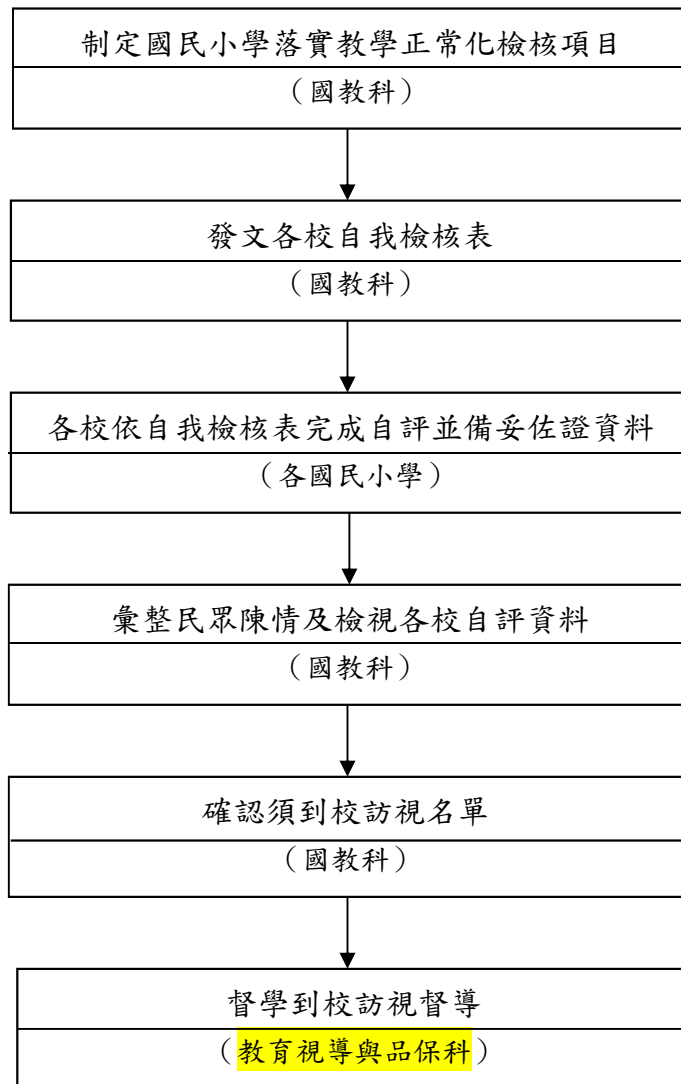 制定國民小學落實教學正常化檢核項目
（國教科）
發文各校自我檢核表
（國教科）
各校依自我檢核表完成自評並備妥佐證資料
（各國民小學）
彙整民眾陳情及檢視各校自評資料
（國教科）
確認須到校訪視名單
（國教科）
督學到校訪視督導
（教育視導與品保科）